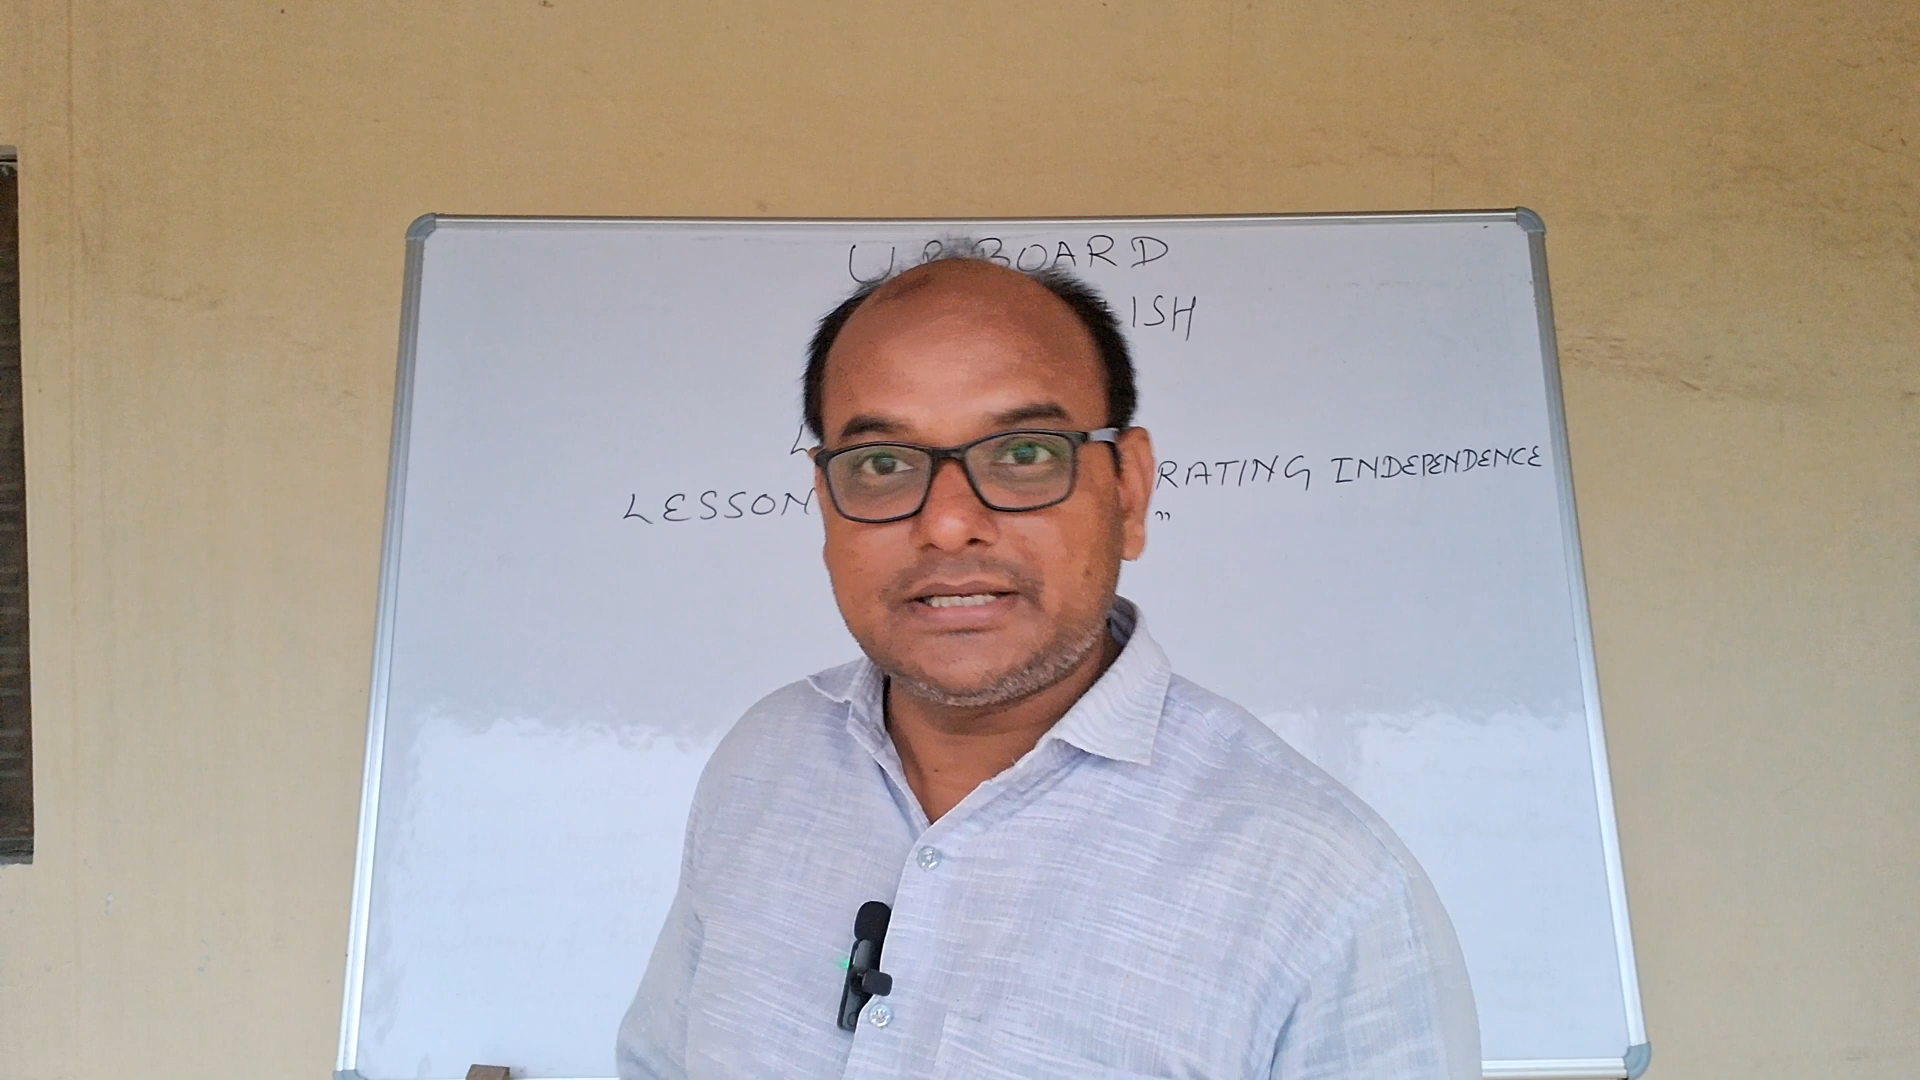 U.P. BOARD
ISH
RATING INDEPENDENCE
LESSON ”